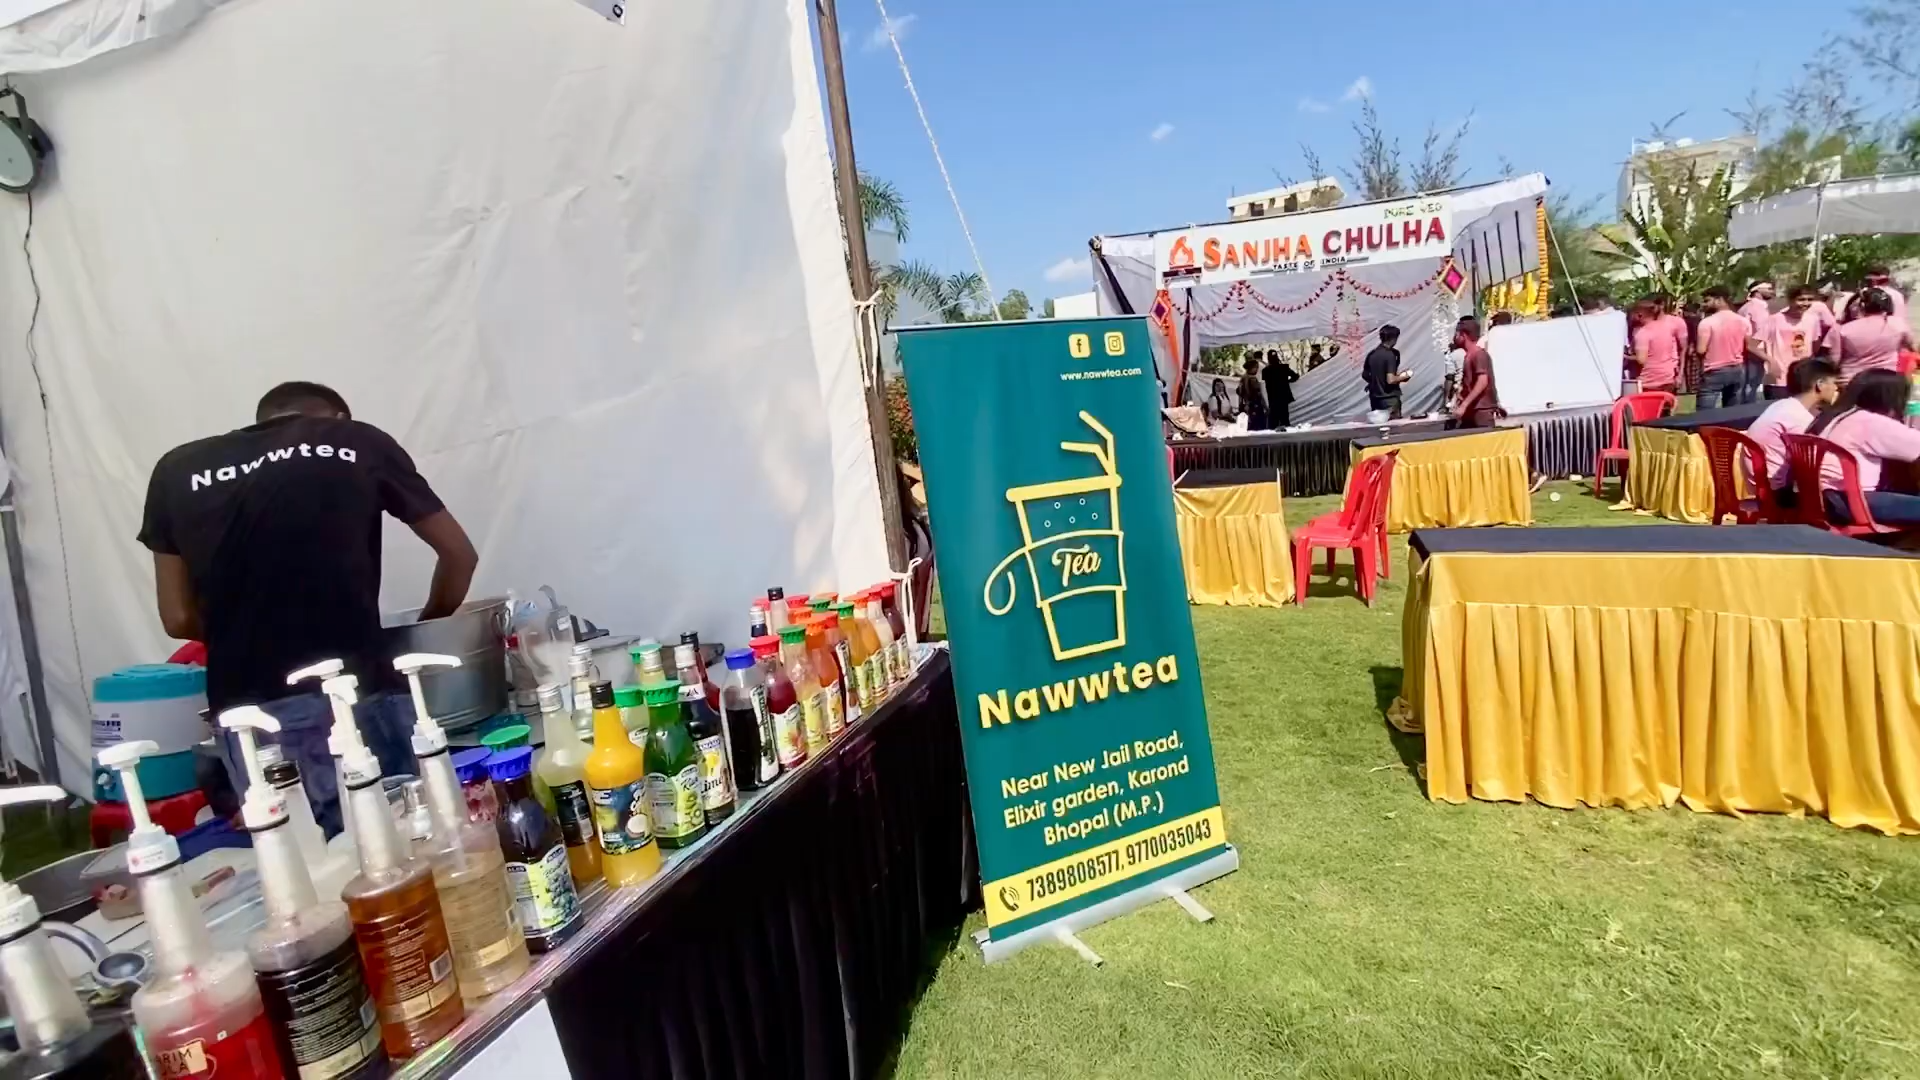 Nawwtea
PURE VEG
SANJHA CHULHA
TASTE OF INDIA
www.nawwtea.com
Tea
Nawwtea
Near New Jail Road,
Elixir garden, Karond
Bhopal (M.P.)
7389808577, 9770035043